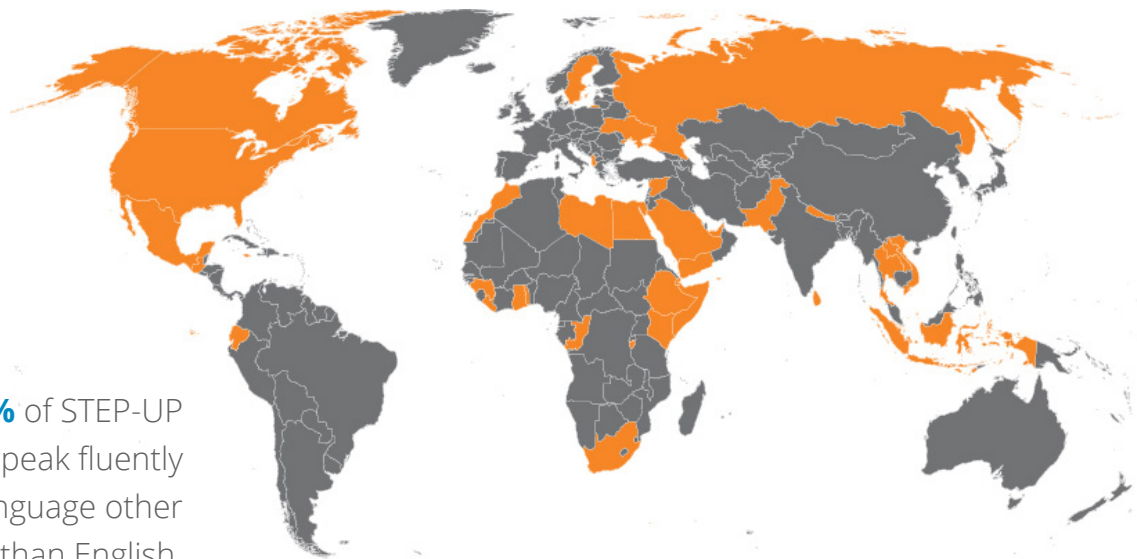 % of STEP-UP
peak fluently
nguage other
than English.